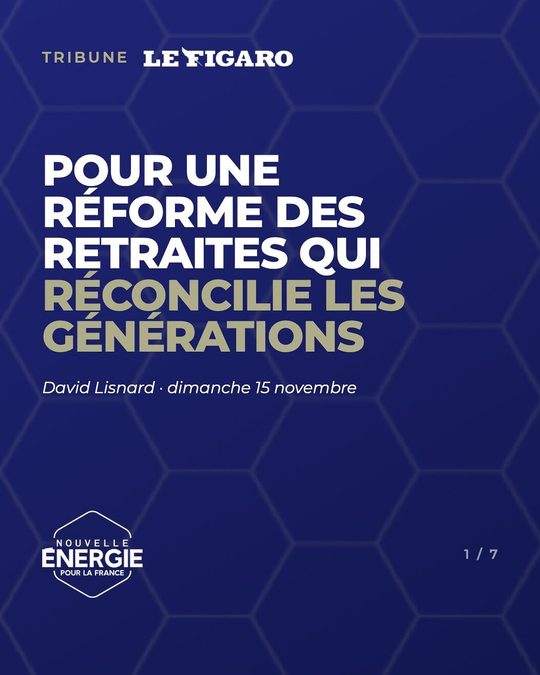 TRIBUNE LE FIGARO
POUR UNE
RÉFORME DES
RETRAITES QUI
RÉCONCILIE LES
GÉNÉRATIONS
David Lisnard · dimanche 15 novembre
NOUVELLE
ÉNERGIE
POUR LA FRANCE
1 / 7